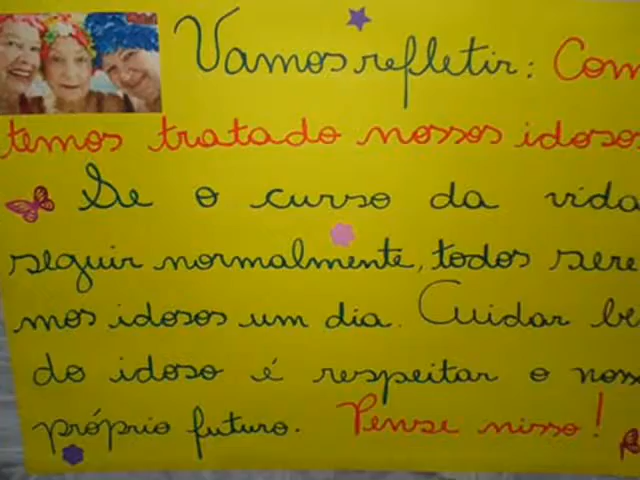 Vamos refletir: Com
temos tratado nossos idosos
Se o curso da vida
seguir normalmente, todos sere
mos idosos um dia. Cuidar be
do idoso é respeitar o noss
próprio futuro. Pense nisso!